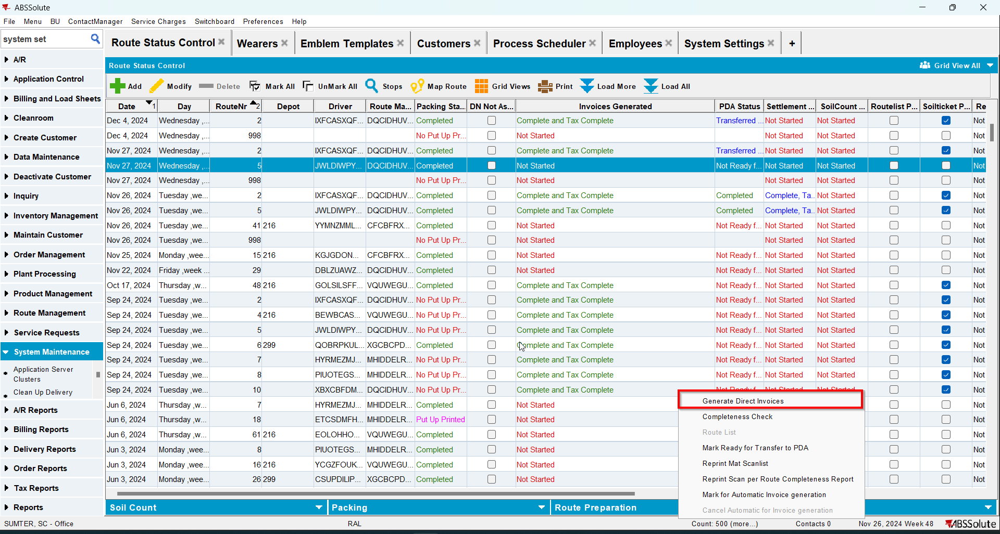 ABSSolute
File Menu BU ContactManager Service Charges Switchboard Preferences Help
system set
Route Status Control Wearers Emblem Templates Customers Process Scheduler Employees System Settings +
Route Status Control Grid View All
Add Modify Delete Mark All UnMark All Stops Map Route Grid Views Print Load More Load All
Date 1 Day RouteNr 2 Depot Driver Route Ma... Packing Sta... DN Not As... Invoices Generated PDA Status Settlement ... SoilCount ... Routelist P... Soilticket P... Re
Dec 4, 2024 Wednesday ,... 2 IXFCASXQF... DQCIDHUV... Completed Complete and Tax Complete Transferred ... Not Started Not Started Not
Dec 4, 2024 Wednesday ,... 998 No Put Up Pr... Not Started Not Started Not Started Not
Nov 27, 2024 Wednesday ,... 2 IXFCASXQF... DQCIDHUV... Completed Complete and Tax Complete Transferred ... Not Started Not Started Not
Nov 27, 2024 Wednesday ,... 5 JWLDIWPY... DQCIDHUV... Completed Not Started Not Ready f... Not Started Not Started Not
Nov 27, 2024 Wednesday ,... 998 No Put Up Pr... Not Started Not Started Not Started Not
Nov 26, 2024 Tuesday ,we... 2 IXFCASXQF... DQCIDHUV... Completed Complete and Tax Complete Completed Complete, Ta... Not Started Not
Nov 26, 2024 Tuesday ,we... 5 JWLDIWPY... DQCIDHUV... Completed Complete and Tax Complete Completed Complete, Ta... Not Started Not
Nov 26, 2024 Tuesday ,we... 41 216 YYMNZMML... CFCBFRX... Completed Not Started Not Ready f... Not Started Not Started Not
Nov 26, 2024 Tuesday ,we... 998 No Put Up Pr... Not Started Not Started Not Started Not
Nov 25, 2024 Monday ,wee... 15 216 KGJGDON... CFCBFRX... Completed Not Started Not Ready f... Not Started Not Started Not
Nov 22, 2024 Friday ,week ... 29 DBLZUAWZ... DQCIDHUV... Completed Not Started Not Ready f... Not Started Not Started Not
Oct 17, 2024 Thursday ,w... 48 216 GOLSILSFF... VQUWEGU... Completed Complete and Tax Complete Not Ready f... Not Started Not Started Not
Sep 24, 2024 Tuesday ,we... 2 IXFCASXQF... DQCIDHUV... No Put Up Pr... Complete and Tax Complete Not Ready f... Not Started Not Started Not
Sep 24, 2024 Tuesday ,we... 4 216 BEWBCAS... VQUWEGU... No Put Up Pr... Complete and Tax Complete Not Ready f... Not Started Not Started Not
Sep 24, 2024 Tuesday ,we... 5 JWLDIWPY... DQCIDHUV... No Put Up Pr... Complete and Tax Complete Not Ready f... Not Started Not Started Not
Sep 24, 2024 Tuesday ,we... 6 299 QOBRPKUL... XGCBCPD... Completed Complete and Tax Complete Not Ready f... Not Started Not Started Not
Sep 24, 2024 Tuesday ,we... 7 HYRMEZMJ... MHIDDELR... No Put Up Pr... Complete and Tax Complete Not Ready f... Not Started Not Started Not
Sep 24, 2024 Tuesday ,we... 8 PIUOTEGS... MHIDDELR... No Put Up Pr... Complete and Tax Complete Not Ready f... Not Started Not Started Not
Sep 24, 2024 Tuesday ,we... 10 XBXCBFDM... DQCIDHUV... No Put Up Pr... Complete and Tax Complete Not Ready f... Not Started Not Started Not
Jun 6, 2024 Thursday ,w... 7 HYRMEZMJ... MHIDDELR... Completed Not Started Not
Jun 6, 2024 Thursday ,w... 18 ETCSDMFH... MHIDDELR... Put Up Printed Not Started Not
Jun 6, 2024 Thursday ,w... 61 216 EOLOHHO... VQUWEGU... Completed Not Started Not
Jun 3, 2024 Monday ,wee... 8 PIUOTEGS... MHIDDELR... Completed Not Started Not
Jun 3, 2024 Monday ,wee... 16 216 YCGZFOUK... VQUWEGU... Completed Not Started Not
Jun 3, 2024 Monday ,wee... 26 299 CSUPDILIP... XGCBCPD... Completed Not Started Not
Generate Direct Invoices
Completeness Check
Route List
Mark Ready for Transfer to PDA
Reprint Mat Scanlist
Reprint Scan per Route Completeness Report
Mark for Automatic Invoice generation
Cancel Automatic for Invoice generation
A/R
Application Control
Billing and Load Sheets
Cleanroom
Create Customer
Data Maintenance
Deactivate Customer
Inquiry
Inventory Management
Maintain Customer
Order Management
Plant Processing
Product Management
Route Management
Service Requests
System Maintenance
Application Server
Clusters
Clean Up Delivery
A/R Reports
Billing Reports
Delivery Reports
Order Reports
Tax Reports
Reports
Soil Count Packing Route Preparation
SUMTER, SC - Office RAL Count: 500 (more...) Contacts 0 Nov 26, 2024 Week 48 ABSSolute